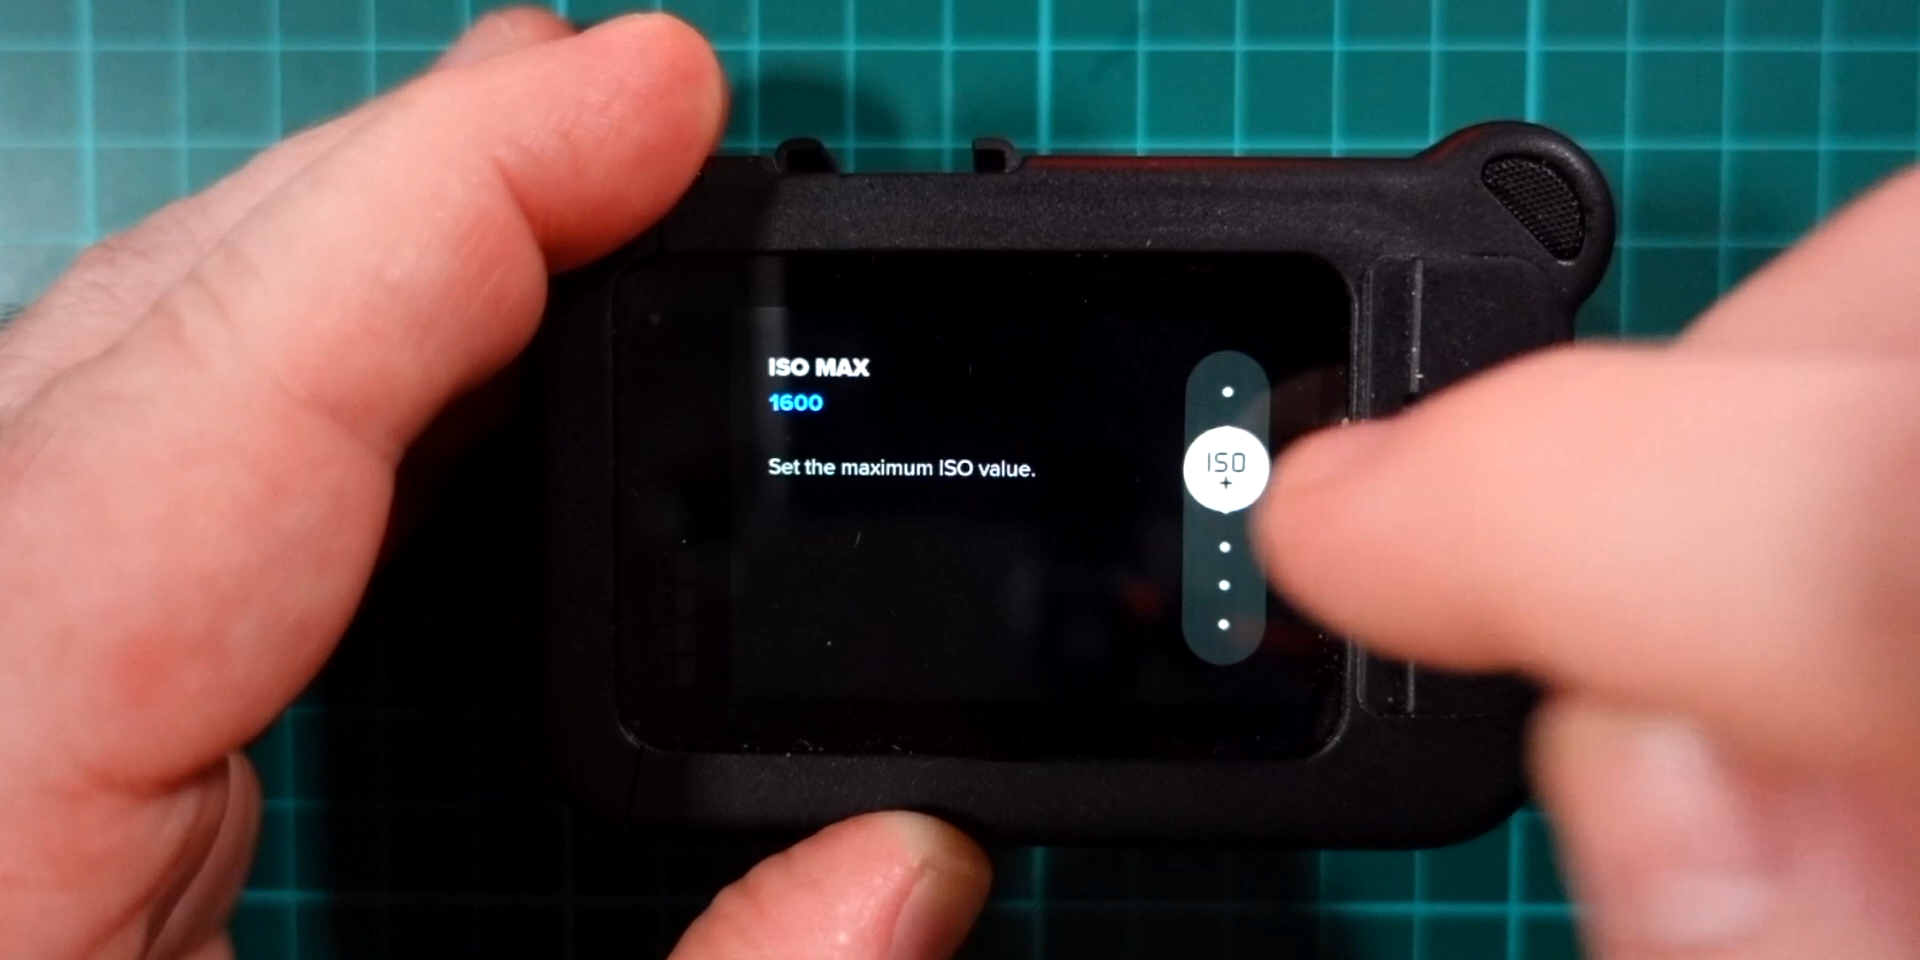 ISO MAX
1600
Set the maximum ISO value.
ISO
+